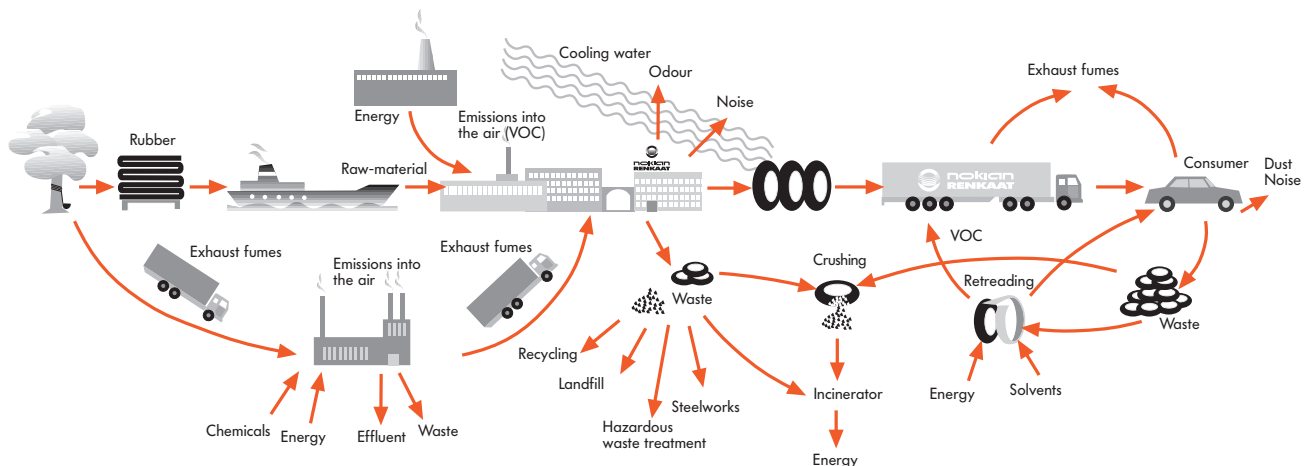 Cooling water
Odour
Exhaust fumes
Noise
Energy
Emissions into
the air (VOC)
Rubber
Raw-material
nokian
RENKAAT
nokian
RENKAAT
Consumer
Dust
Noise
Exhaust fumes
Emissions into
the air
Exhaust fumes
VOC
Crushing
Retreading
Waste
Waste
Recycling
Landfill
Steelworks
Hazardous
waste treatment
Incinerator
Energy
Solvents
Chemicals
Energy
Effluent
Waste
Energy